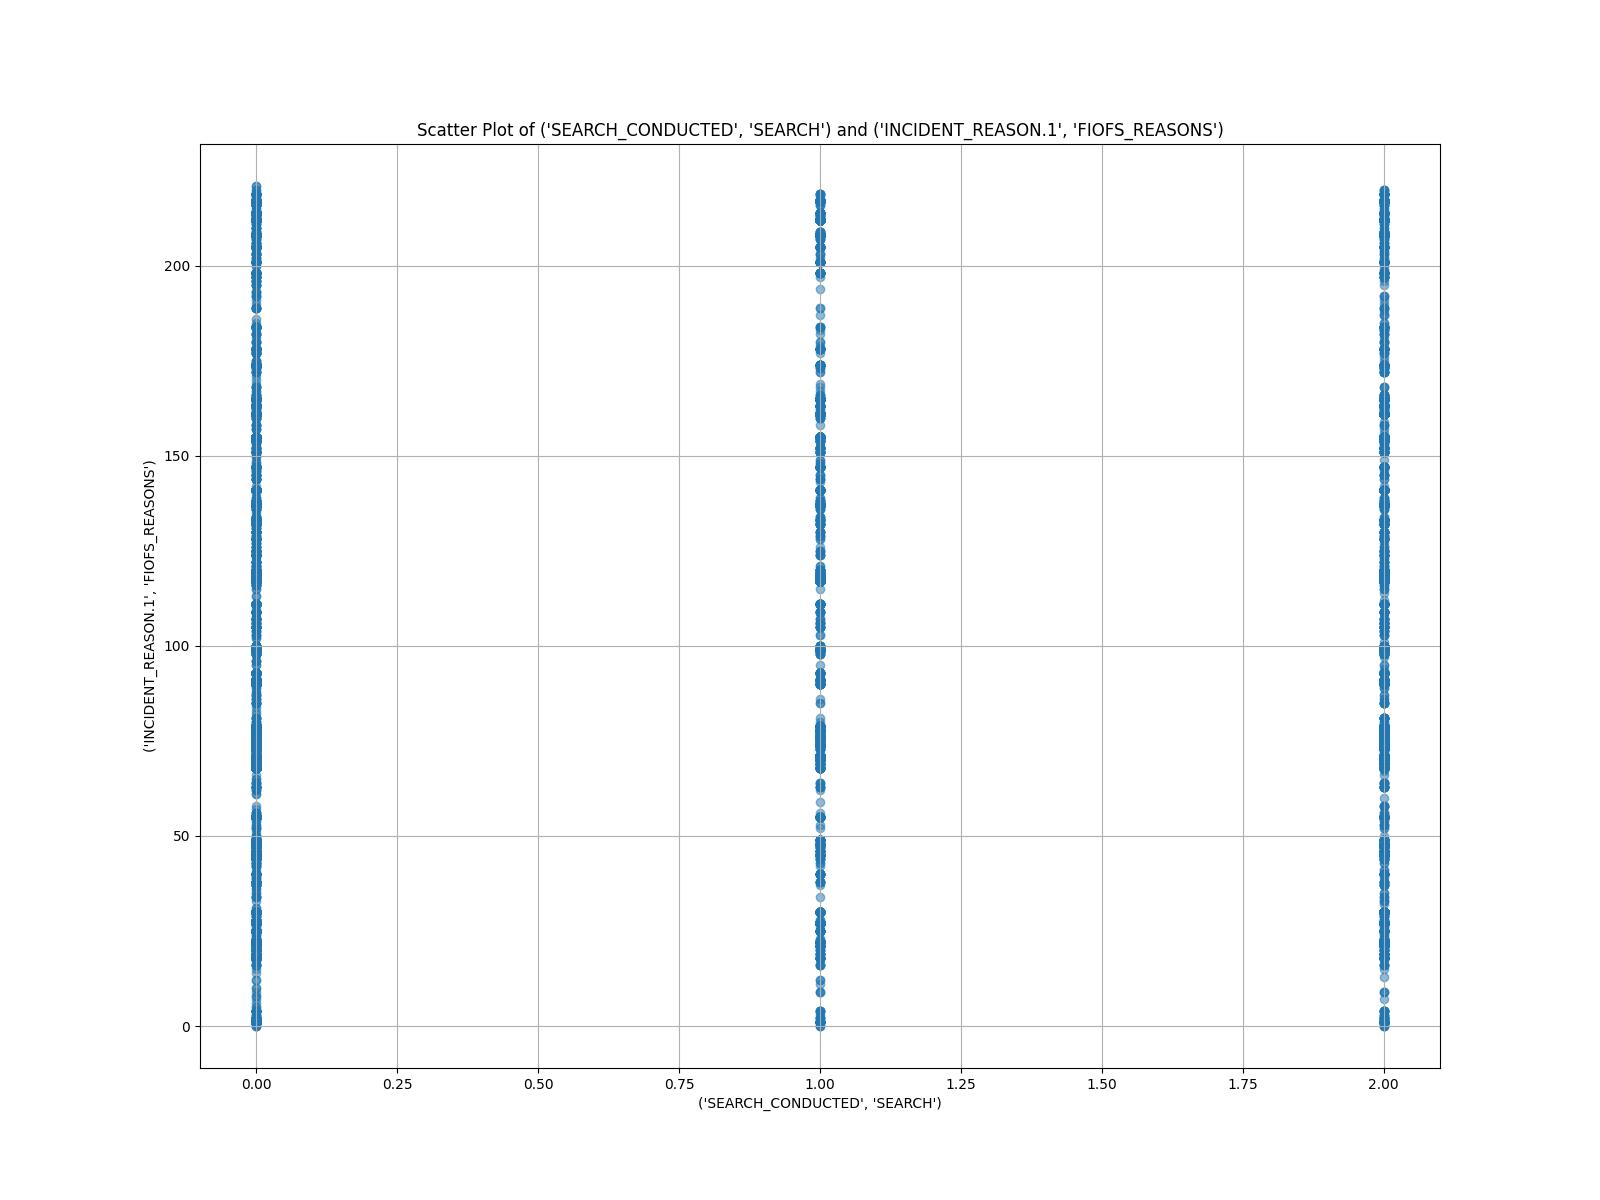 Scatter Plot of ('SEARCH_CONDUCTED', 'SEARCH') and ('INCIDENT_REASON.1', 'FIOFS_REASONS')
('INCIDENT_REASON.1', 'FIOFS_REASONS')
200
150
100
50
0
0.00 0.25 0.50 0.75 1.00 1.25 1.50 1.75 2.00
('SEARCH_CONDUCTED', 'SEARCH')